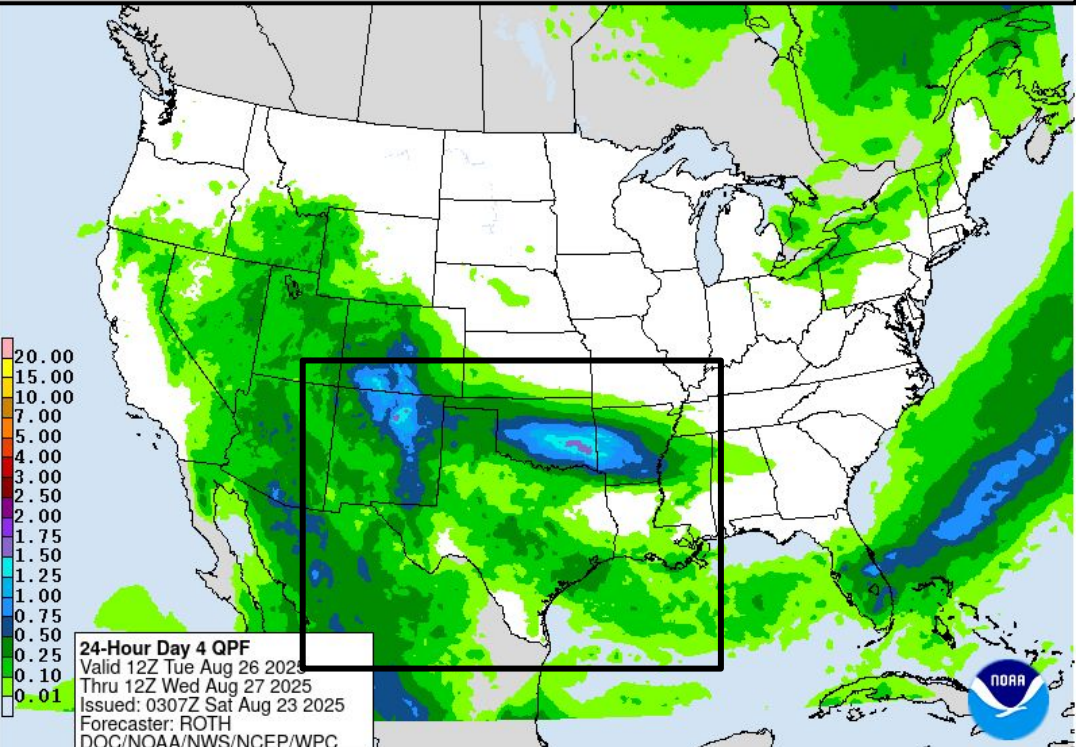 20.00
15.00
10.00
7.00
5.00
4.00
3.00
2.50
2.00
1.75
1.50
1.25
1.00
0.75
0.50
0.25
0.10
0.01
24-Hour Day 4 QPF
Valid 12Z Tue Aug 26 2025
Thru 12Z Wed Aug 27 2025
Issued: 0307Z Sat Aug 23 2025
Forecaster: ROTH
DOC/NOAA/NWS/NCEP/WPC
NOAA